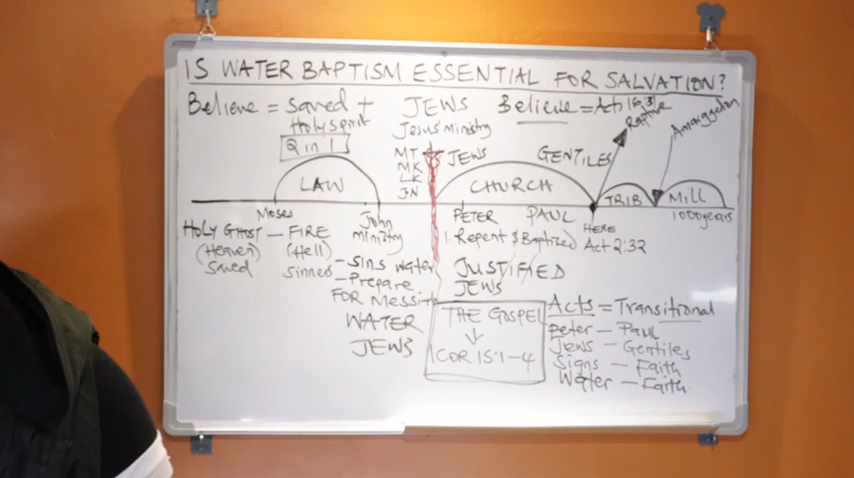 IS WATER BAPTISM ESSENTIAL FOR SALVATION?
Believe = saved +
Holy spirit
2 in 1
JEWS
Jesus ministry
Believe = Act 16:31
Rapture
MT
MK
LK
JN
JEWS
GENTILES
LAW
CHURCH
TRIB
Mill
1000 years
Moses
John
ministry
PETER
PAUL
HERE
HOLY GHOST - FIRE
(Heaven) (Hell)
Saved sinned
1. Repent & Baptized)
Act 2:32
- Sins water
- Prepare
FOR Messi
WATER
JEWS
JUSTIFIED
JEWS
THE GOSPEL
↓
1 COR 15:1-4
Acts = Transitional
Peter - Paul
Jews - Gentiles
Signs - Faith
Water - Faith